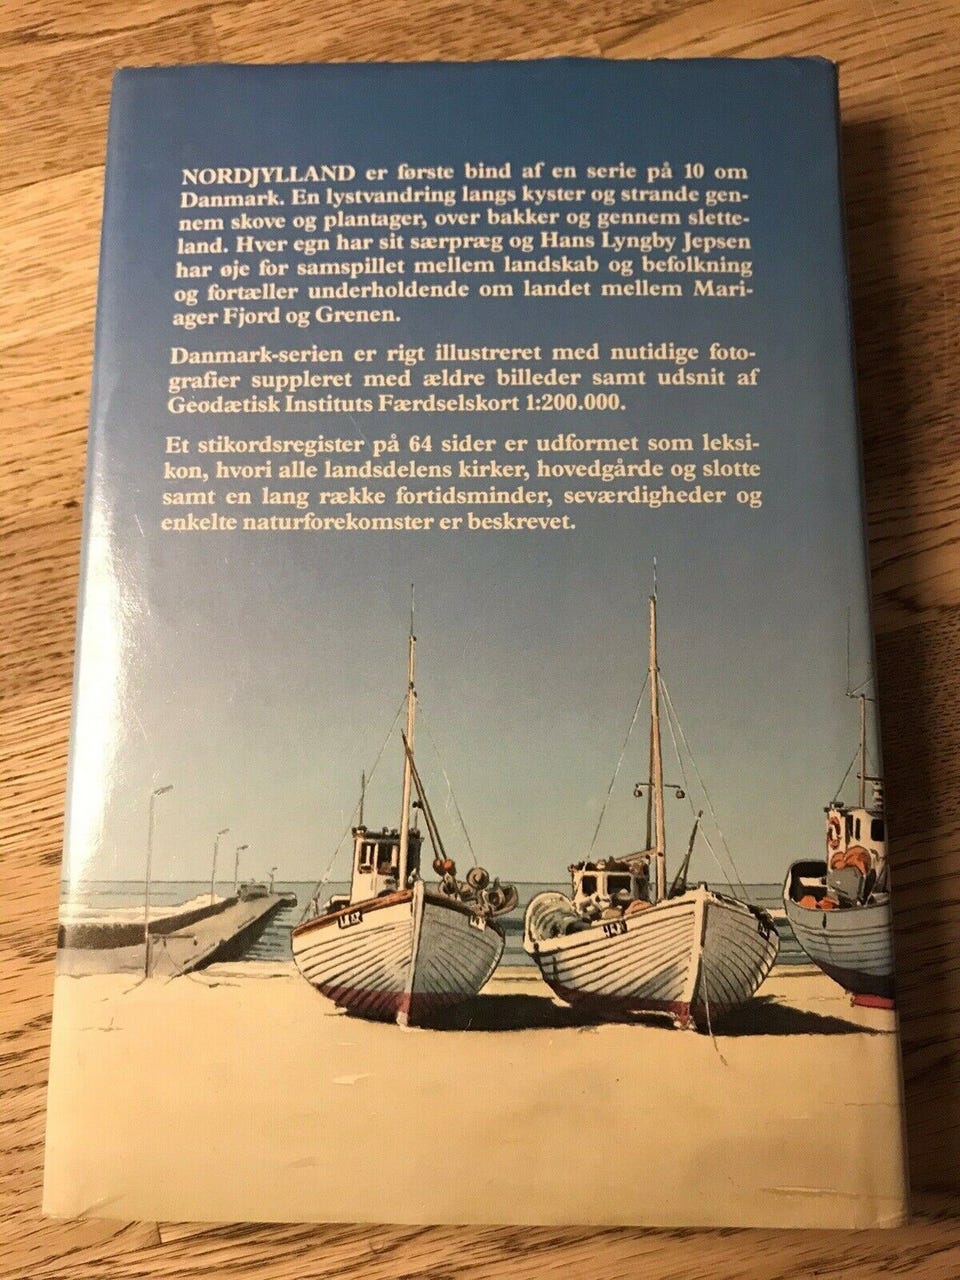 NORDJYLLAND er første bind af en serie på 10 om
Danmark. En lystvandring langs kyster og strande gen-
nem skove og plantager, over bakker og gennem slette-
land. Hver egn har sit særpræg og Hans Lyngby Jepsen
har øje for samspillet mellem landskab og befolkning
og fortæller underholdende om landet mellem Mari-
ager Fjord og Grenen.
Danmark-serien er rigt illustreret med nutidige foto-
grafier suppleret med ældre billeder samt udsnit af
Geodætisk Instituts Færdselskort 1:200.000.
Et stikordsregister på 64 sider er udformet som leksi-
kon, hvori alle landsdelens kirker, hovedgårde og slotte
samt en lang række fortidsminder, seværdigheder og
enkelte naturforekomster er beskrevet.